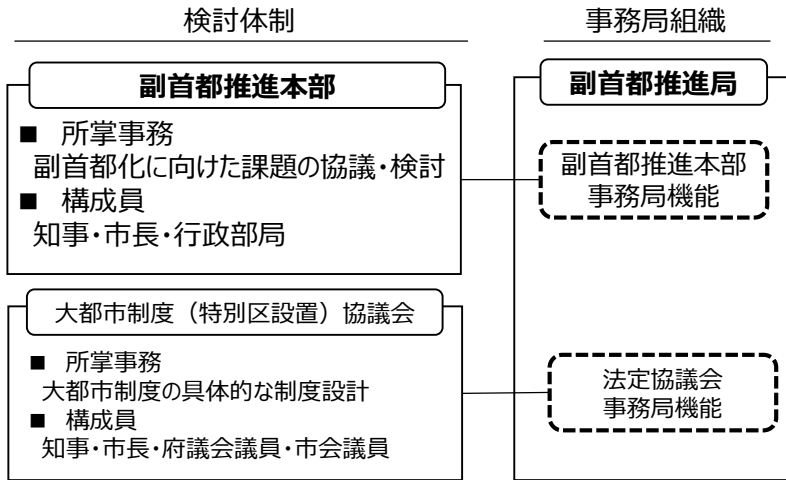 検討体制
副首都推進本部
■ 所掌事務
副首都化に向けた課題の協議・検討
■ 構成員
知事・市長・行政部局
大都市制度（特別区設置）協議会
■ 所掌事務
大都市制度の具体的な制度設計
■ 構成員
知事・市長・府議会議員・市会議員
事務局組織
副首都推進局
副首都推進本部
事務局機能
法定協議会
事務局機能